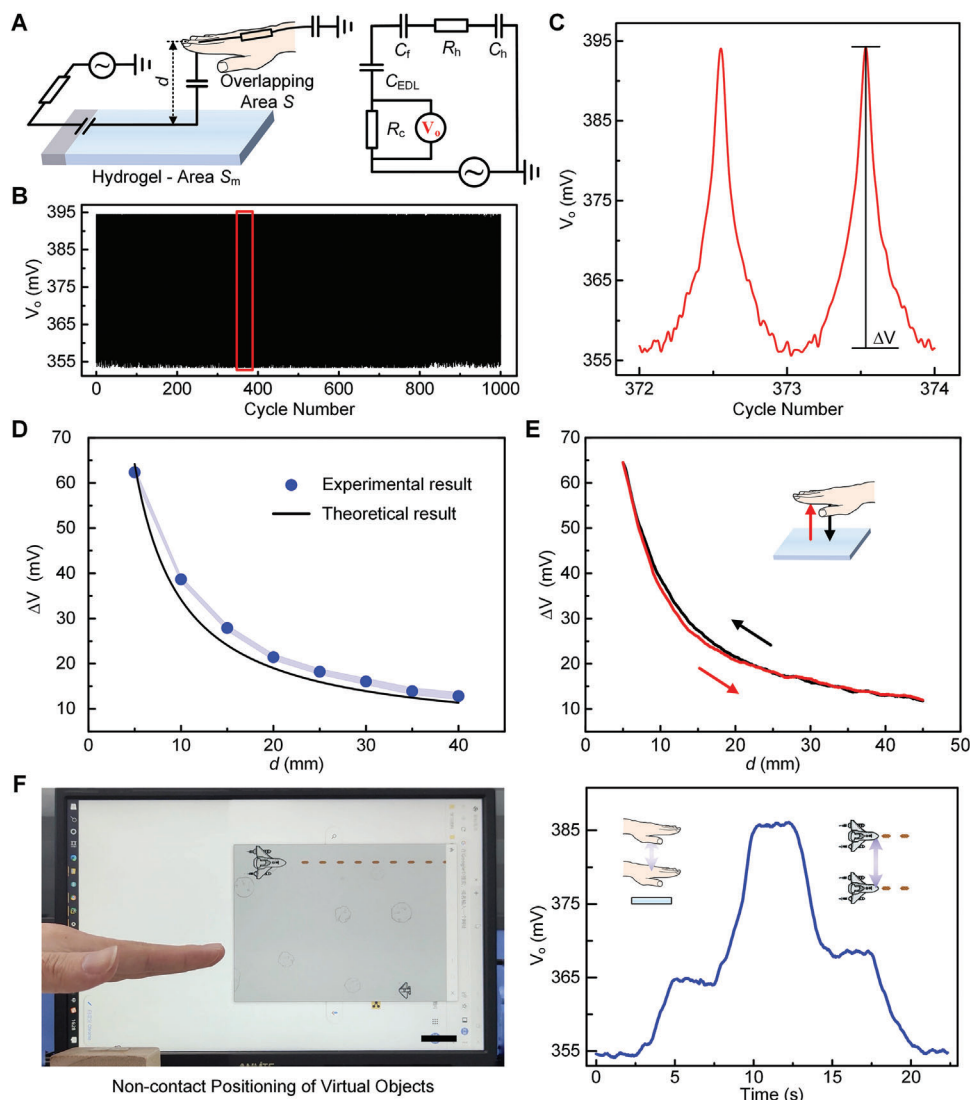 A
d
Overlapping
Area S
Hydrogel - Area Sm
Cf
Rh
Ch
CEDL
Rc
Vo
B
395
385
375
365
355
Vo (mV)
0 200 400 600 800 1000
Cycle Number
C
395
385
375
365
355
Vo (mV)
ΔV
372 373 374
Cycle Number
D
70
60
50
40
30
20
10
ΔV (mV)
Experimental result
Theoretical result
0 10 20 30 40 50
d (mm)
E
70
60
50
40
30
20
10
ΔV (mV)
0 10 20 30 40 50
d (mm)
F
Non-contact Positioning of Virtual Objects
385
375
365
355
Vo (mV)
0 5 10 15 20
Time (s)